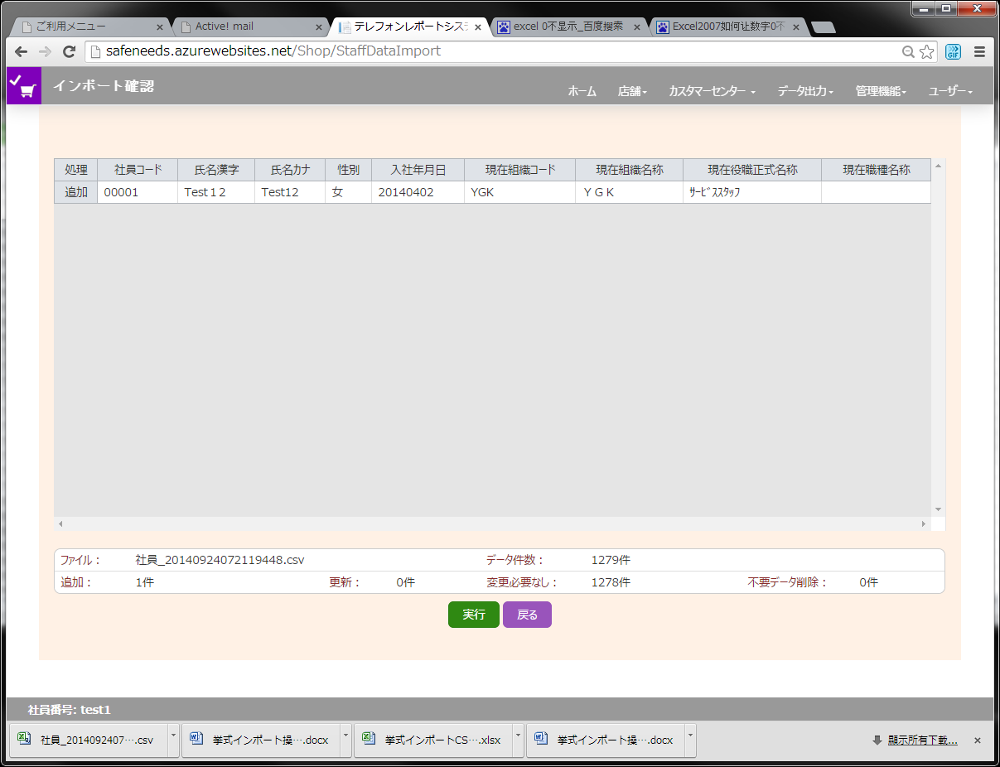 ご利用メニュー
Active! mail
テレフォンレポートシステ
excel 0不显示_百度搜索
Excel2007如何让数字0不
safeneeds.azurewebsites.net/Shop/StaffDataImport
GIF
インポート確認
ホーム 店舗 カスタマーセンター データ出力 管理機能 ユーザー
処理 社員コード 氏名漢字 氏名カナ 性別 入社年月日 現在組織コード 現在組織名称 現在役職正式名称 現在職種名称
追加 00001 Test１2 Test12 女 20140402 YGK ＹＧＫ ｻｰﾋﾞｽｽﾀｯﾌ
ファイル： 社員_20140924072119448.csv データ件数： 1279件
追加： 1件 更新： 0件 変更必要なし： 1278件 不要データ削除： 0件
実行 戻る
社員番号: test1
社員_2014092407….csv
挙式インポート操….docx
挙式インポートCS….xlsx
挙式インポート操….docx
顯示所有下載...